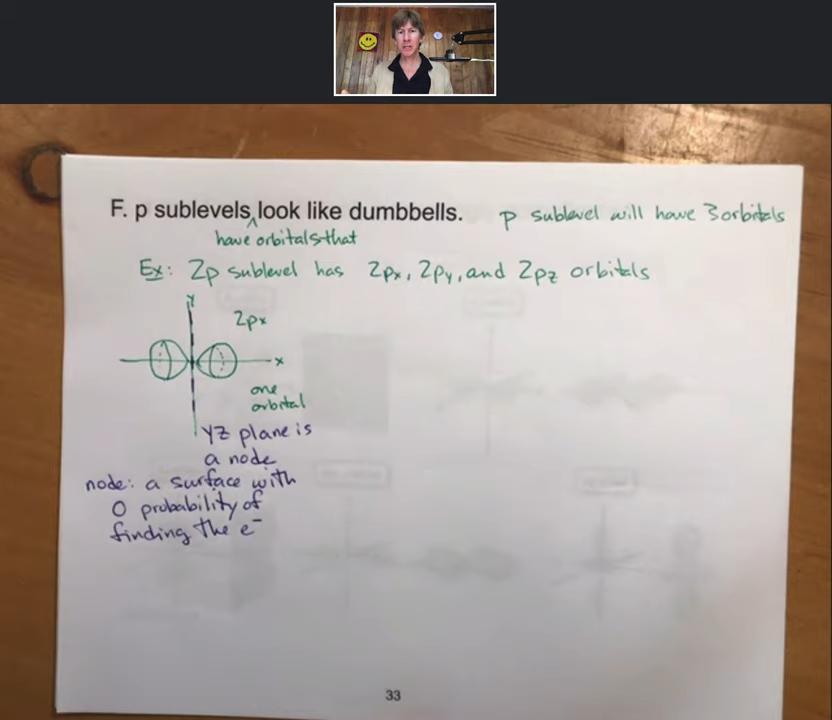 F. p sublevels^look like dumbbells. p sublevel will have 3 orbitals
have orbitals that
Ex: 2p sublevel has 2px, 2py, and 2pz orbitals
y
2px
x
one
orbital
YZ plane is
a node
node: a surface with
0 probability of
finding the e⁻
33